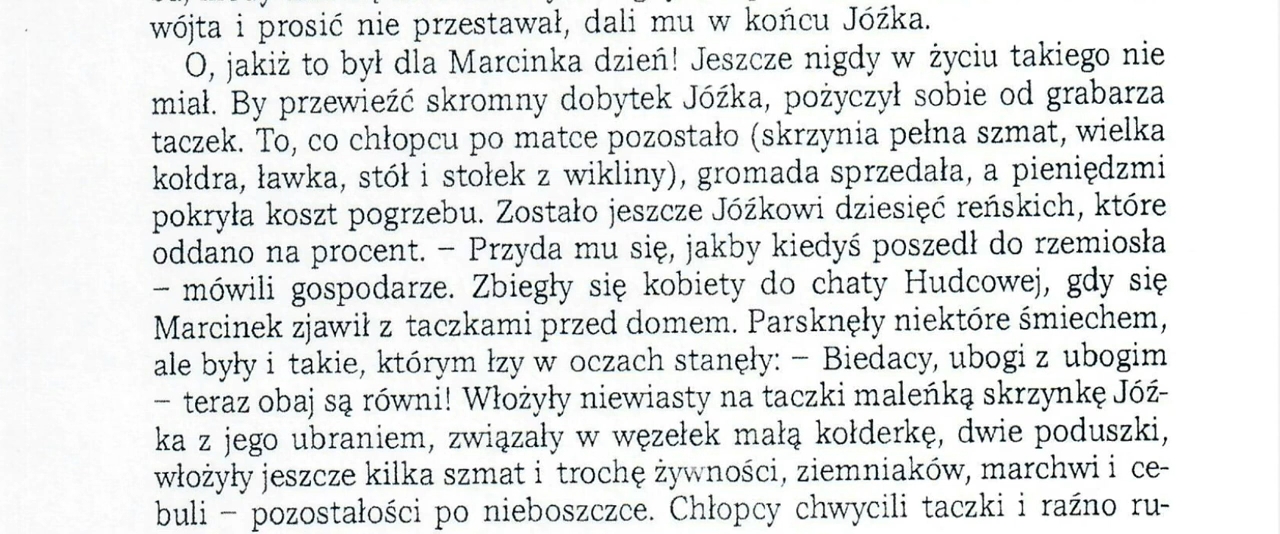 wójta i prosić nie przestawał, dali mu w końcu Jóźka.
O, jakiż to był dla Marcinka dzień! Jeszcze nigdy w życiu takiego nie
miał. By przewieźć skromny dobytek Jóźka, pożyczył sobie od grabarza
taczek. To, co chłopcu po matce pozostało (skrzynia pełna szmat, wielka
kołdra, ławka, stół i stołek z wikliny), gromada sprzedała, a pieniędzmi
pokryła koszt pogrzebu. Zostało jeszcze Jóźkowi dziesięć reńskich, które
oddano na procent. – Przyda mu się, jakby kiedyś poszedł do rzemiosła
– mówili gospodarze. Zbiegły się kobiety do chaty Hudcowej, gdy się
Marcinek zjawił z taczkami przed domem. Parsknęły niektóre śmiechem,
ale były i takie, którym łzy w oczach stanęły: – Biedacy, ubogi z ubogim
– teraz obaj są równi! Włożyły niewiasty na taczki maleńką skrzynkę Jóź-
ka z jego ubraniem, związały w węzełek małą kołderkę, dwie poduszki,
włożyły jeszcze kilka szmat i trochę żywności, ziemniaków, marchwi i ce-
buli – pozostałości po nieboszczce. Chłopcy chwycili taczki i raźno ru-